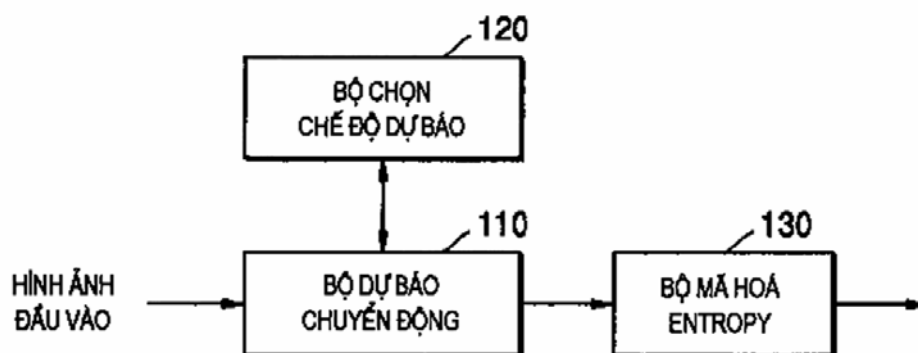 120
BỘ CHỌN
CHẾ ĐỘ DỰ BÁO
110
130
HÌNH ẢNH
ĐẦU VÀO
BỘ DỰ BÁO
CHUYỂN ĐỘNG
BỘ MÃ HOÁ
ENTROPY